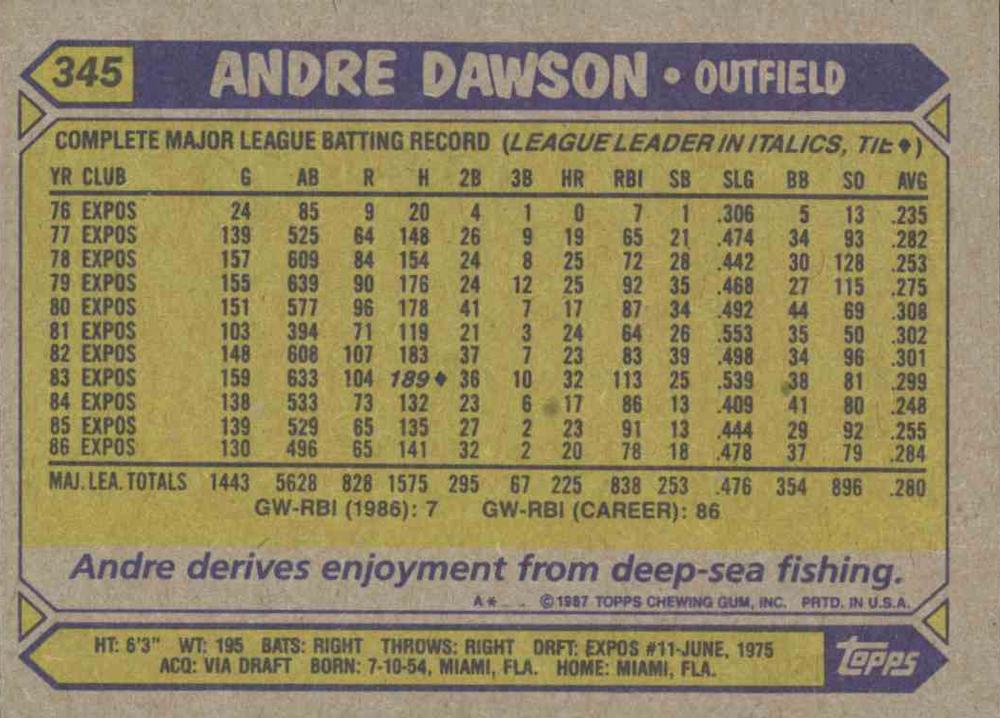 345 ANDRE DAWSON • OUTFIELD
COMPLETE MAJOR LEAGUE BATTING RECORD (LEAGUE LEADER IN ITALICS, TIE ♦)
YR CLUB G AB R H 2B 3B HR RBI SB SLG BB SO AVG
76 EXPOS 24 85 9 20 4 1 0 7 1 .306 5 13 .235
77 EXPOS 139 525 64 148 26 9 19 65 21 .474 34 93 .282
78 EXPOS 157 609 84 154 24 8 25 72 28 .442 30 128 .253
79 EXPOS 155 639 90 176 24 12 25 92 35 .468 27 115 .275
80 EXPOS 151 577 96 178 41 7 17 87 34 .492 44 69 .308
81 EXPOS 103 394 71 119 21 3 24 64 26 .553 35 50 .302
82 EXPOS 148 608 107 183 37 7 23 83 39 .498 34 96 .301
83 EXPOS 159 633 104 189♦ 36 10 32 113 25 .539 38 81 .299
84 EXPOS 138 533 73 132 23 6 17 86 13 .409 41 80 .248
85 EXPOS 139 529 65 135 27 2 23 91 13 .444 29 92 .255
86 EXPOS 130 496 65 141 32 2 20 78 18 .478 37 79 .284
MAJ. LEA. TOTALS 1443 5628 828 1575 295 67 225 838 253 .476 354 896 .280
GW-RBI (1986): 7 GW-RBI (CAREER): 86
Andre derives enjoyment from deep-sea fishing.
A* © 1987 TOPPS CHEWING GUM, INC. PRTD. IN U.S.A.
HT: 6'3" WT: 195 BATS: RIGHT THROWS: RIGHT DRFT: EXPOS #11-JUNE, 1975
ACQ: VIA DRAFT BORN: 7-10-54, MIAMI, FLA. HOME: MIAMI, FLA.
topps